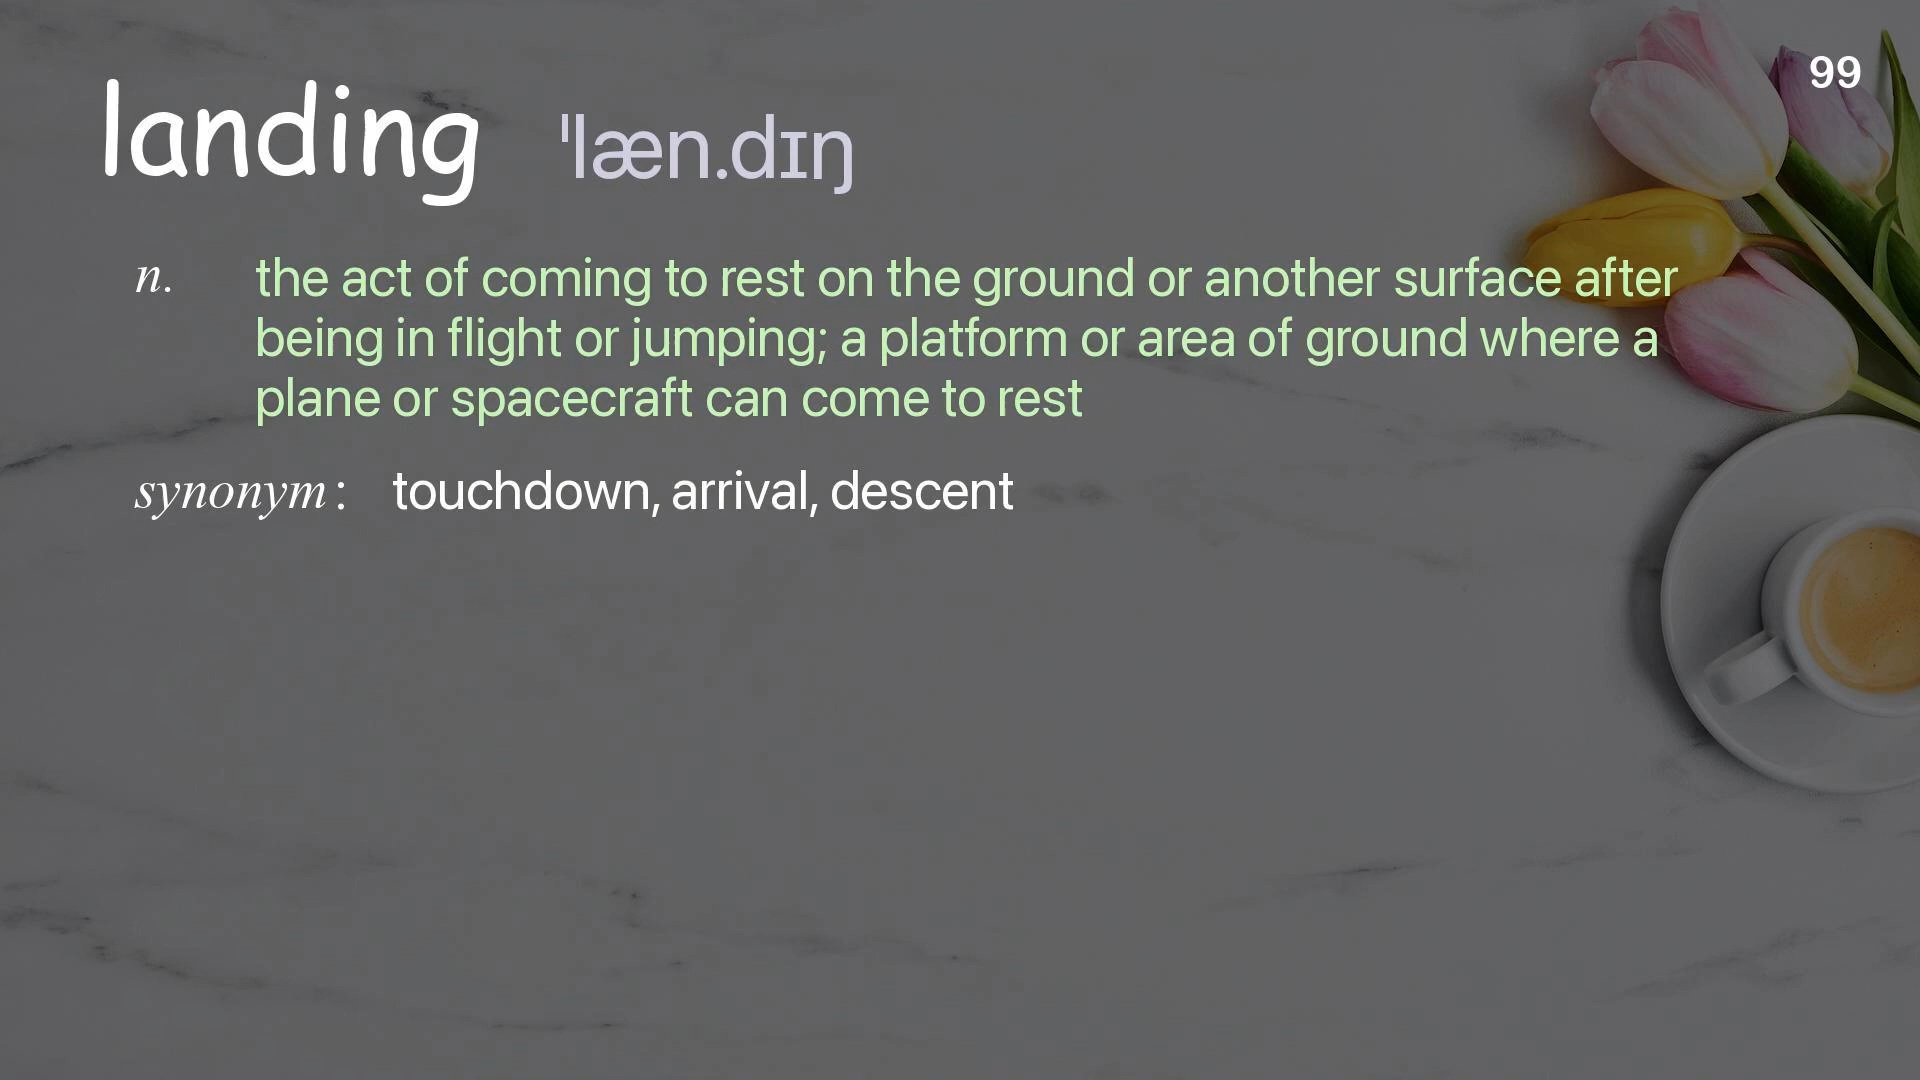 99
landing ˈlæn.dɪŋ
n. the act of coming to rest on the ground or another surface after
being in flight or jumping; a platform or area of ground where a
plane or spacecraft can come to rest
synonym : touchdown, arrival, descent